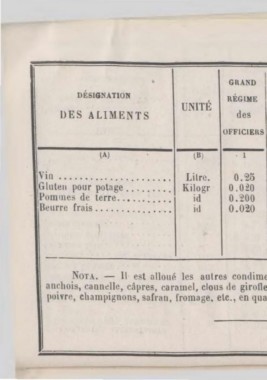 DÉSIGNATION
DES ALIMENTS
UNITÉ
GRAND
RÉGIME
des
OFFICIERS
(A) (B) 1
Vin .................... Litre. 0.25
Gluten pour potage ........ Kilogr 0.020
Pommes de terre........... id 0.200
Beurre frais............... id 0.020
NOTA. — Il est alloué les autres condime
anchois, cannelle, câpres, caramel, clous de girofle
poivre, champignons, safran, fromage, etc., en qua